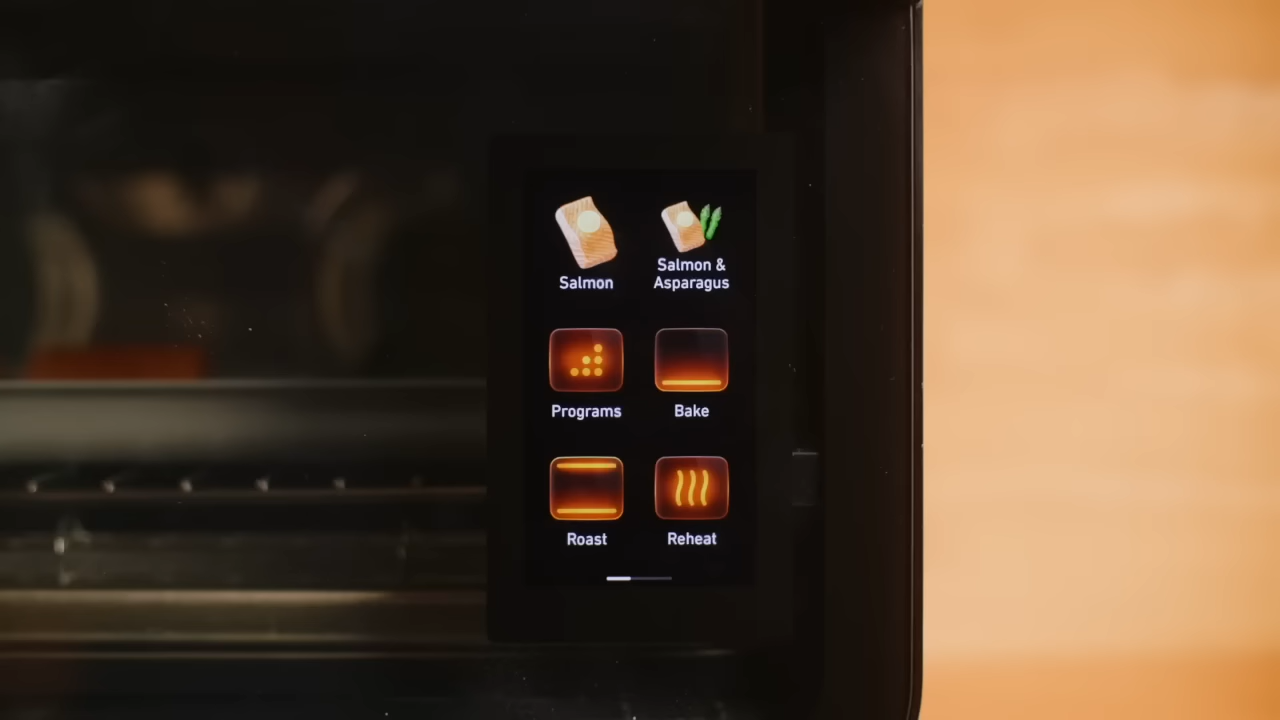 Salmon
Salmon &
Asparagus
Programs
Bake
Roast
Reheat